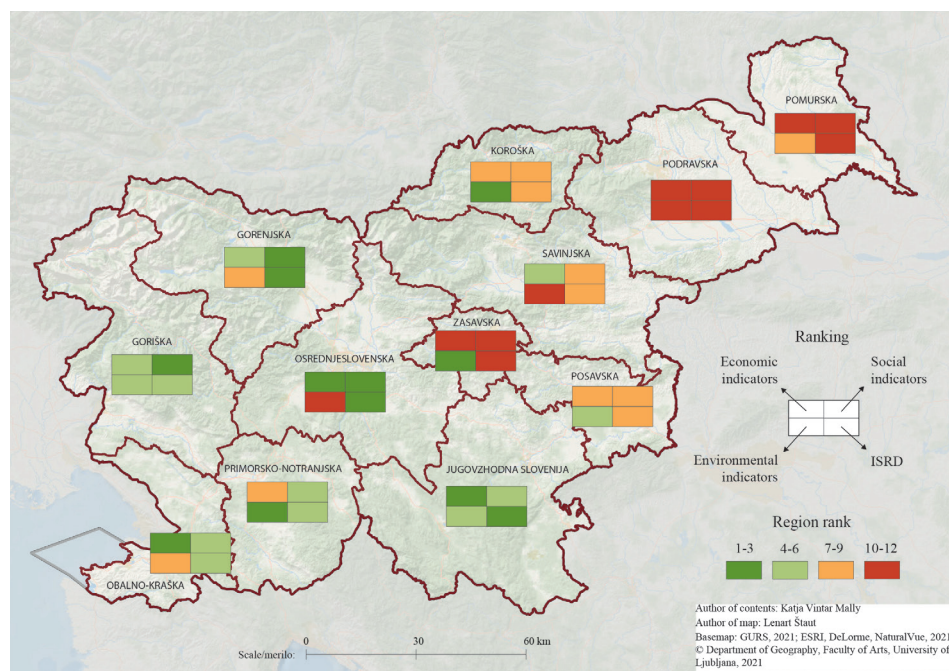 POMURSKA
KOROŠKA
PODRAVSKA
GORENJSKA
SAVINJSKA
ZASAVSKA
GORIŠKA
OSREDNJESLOVENSKA
POSAVSKA
PRIMORSKO-NOTRANJSKA
JUGOVZHODNA SLOVENIJA
OBALNO-KRAŠKA
Ranking
Economic
indicators
Social
indicators
Environmental
indicators
ISRD
Region rank
1-3 4-6 7-9 10-12
0 30 60 km
Scale/merilo:
Author of contents: Katja Vintar Mally
Author of map: Lenart Štaut
Basemap: GURS, 2021; ESRI, DeLorme, NaturalVue, 2021
© Department of Geography, Faculty of Arts, University of
Ljubljana, 2021